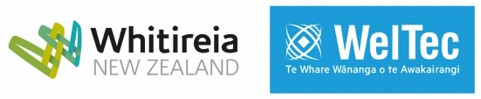 Whitireia
NEW ZEALAND
WelTec
Te Whare Wānanga o te Awakairangi